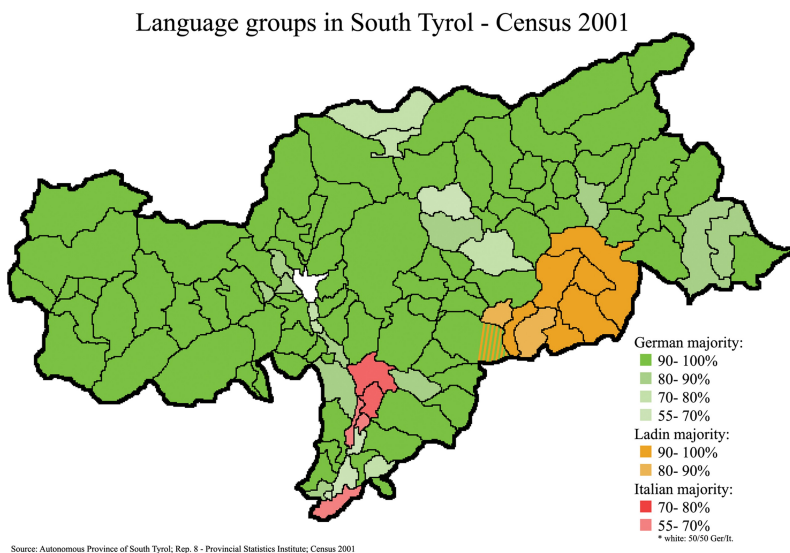 Language groups in South Tyrol - Census 2001
German majority:
90- 100%
80- 90%
70- 80%
55- 70%
Ladin majority:
90- 100%
80- 90%
Italian majority:
70- 80%
55- 70%
* white: 50/50 Ger/It.
Source: Autonomous Province of South Tyrol; Rep. 8 - Provincial Statistics Institute; Census 2001